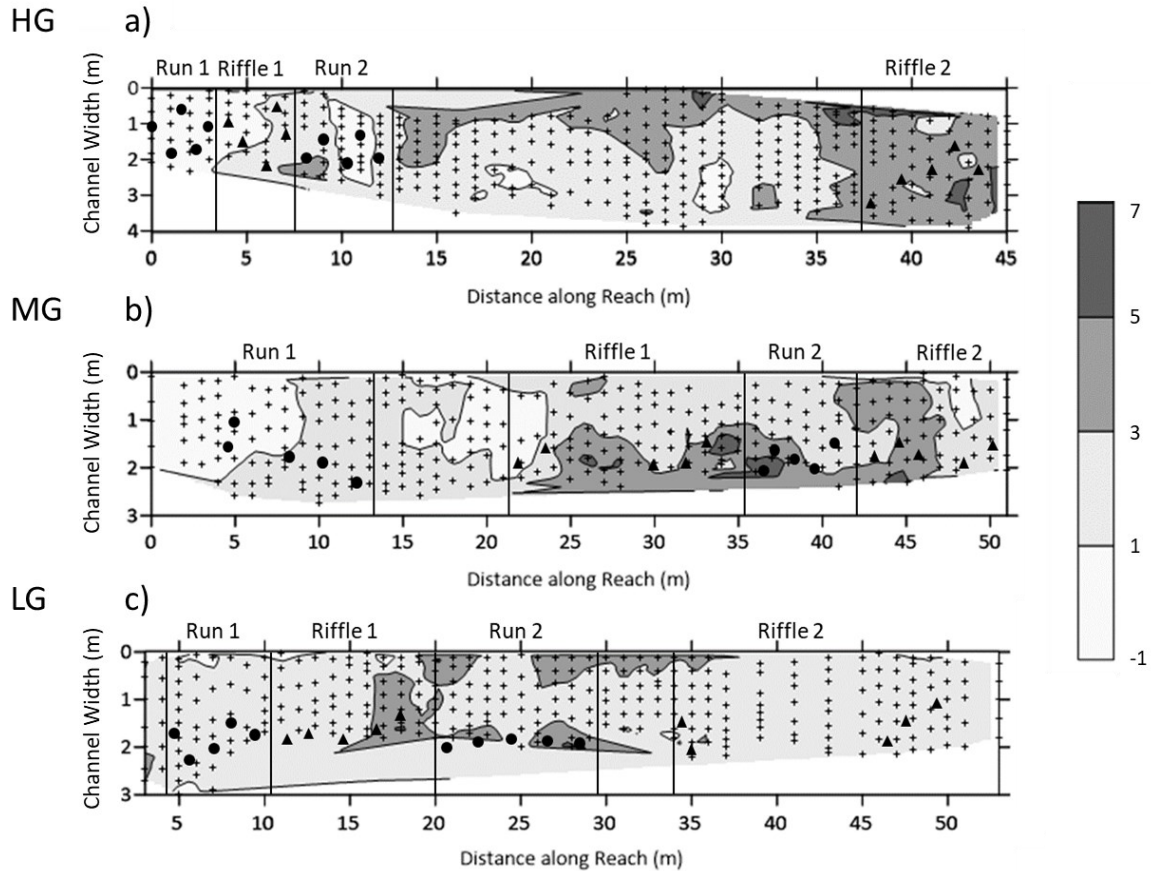 HG a)
Run 1 Riffle 1 Run 2 Riffle 2
Channel Width (m)
0
1
2
3
4
0 5 10 15 20 25 30 35 40 45
Distance along Reach (m)
MG b)
Run 1 Riffle 1 Run 2 Riffle 2
Channel Width (m)
0
1
2
3
0 5 10 15 20 25 30 35 40 45 50
Distance along Reach (m)
LG c)
Run 1 Riffle 1 Run 2 Riffle 2
Channel Width (m)
0
1
2
3
5 10 15 20 25 30 35 40 45 50
Distance along Reach (m)
7
5
3
1
-1